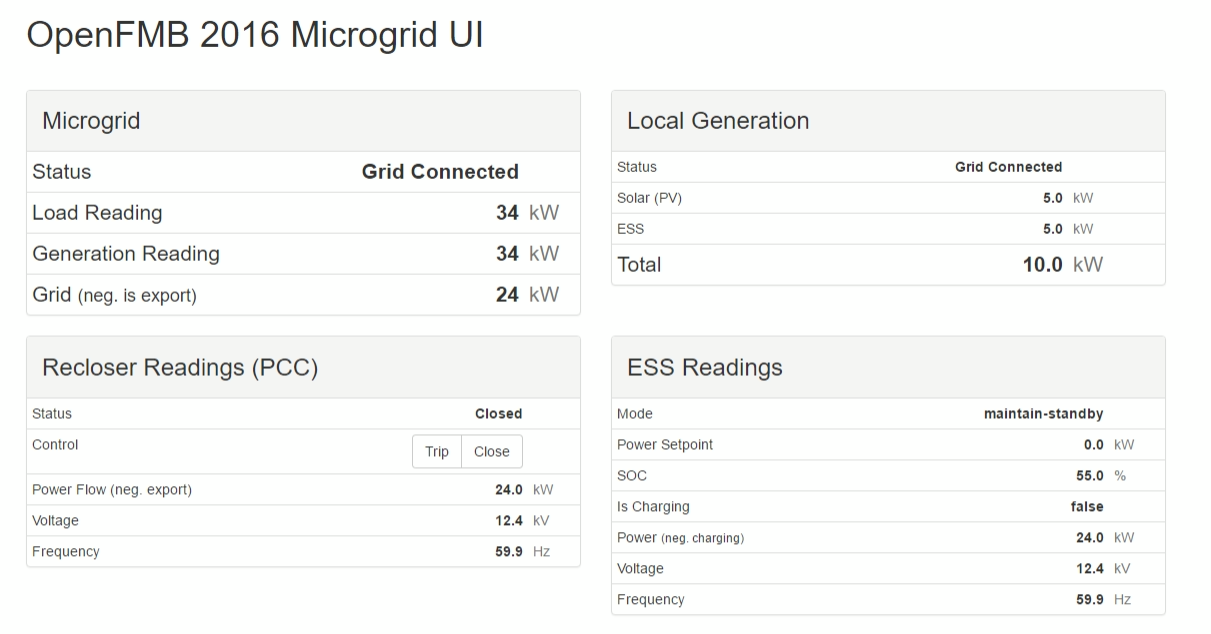 OpenFMB 2016 Microgrid UI
Microgrid
Status Grid Connected
Load Reading 34 kW
Generation Reading 34 kW
Grid (neg. is export) 24 kW
Local Generation
Status Grid Connected
Solar (PV) 5.0 kW
ESS 5.0 kW
Total 10.0 kW
Recloser Readings (PCC)
Status Closed
Control Trip Close
Power Flow (neg. export) 24.0 kW
Voltage 12.4 kV
Frequency 59.9 Hz
ESS Readings
Mode maintain-standby
Power Setpoint 0.0 kW
SOC 55.0 %
Is Charging false
Power (neg. charging) 24.0 kW
Voltage 12.4 kV
Frequency 59.9 Hz